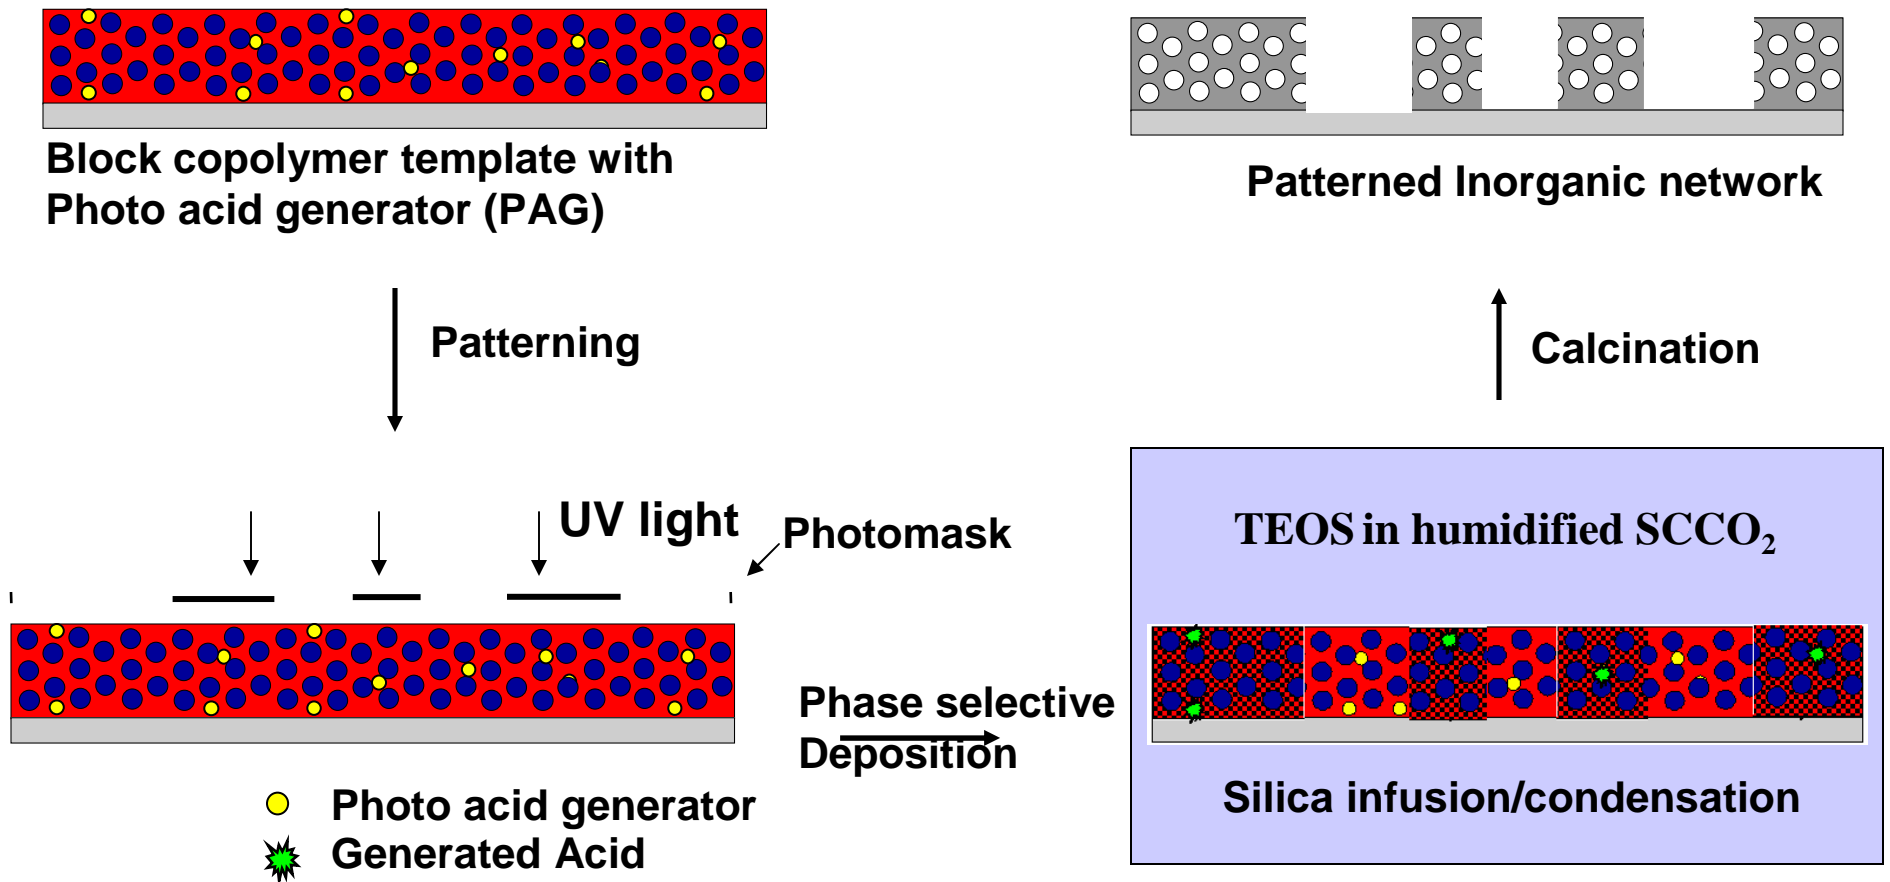 Block copolymer template with
Photo acid generator (PAG)
Patterning
UV light
Photomask
Photo acid generator
Generated Acid
Phase selective
Deposition
TEOS in humidified SCCO₂
Silica infusion/condensation
Calcination
Patterned Inorganic network